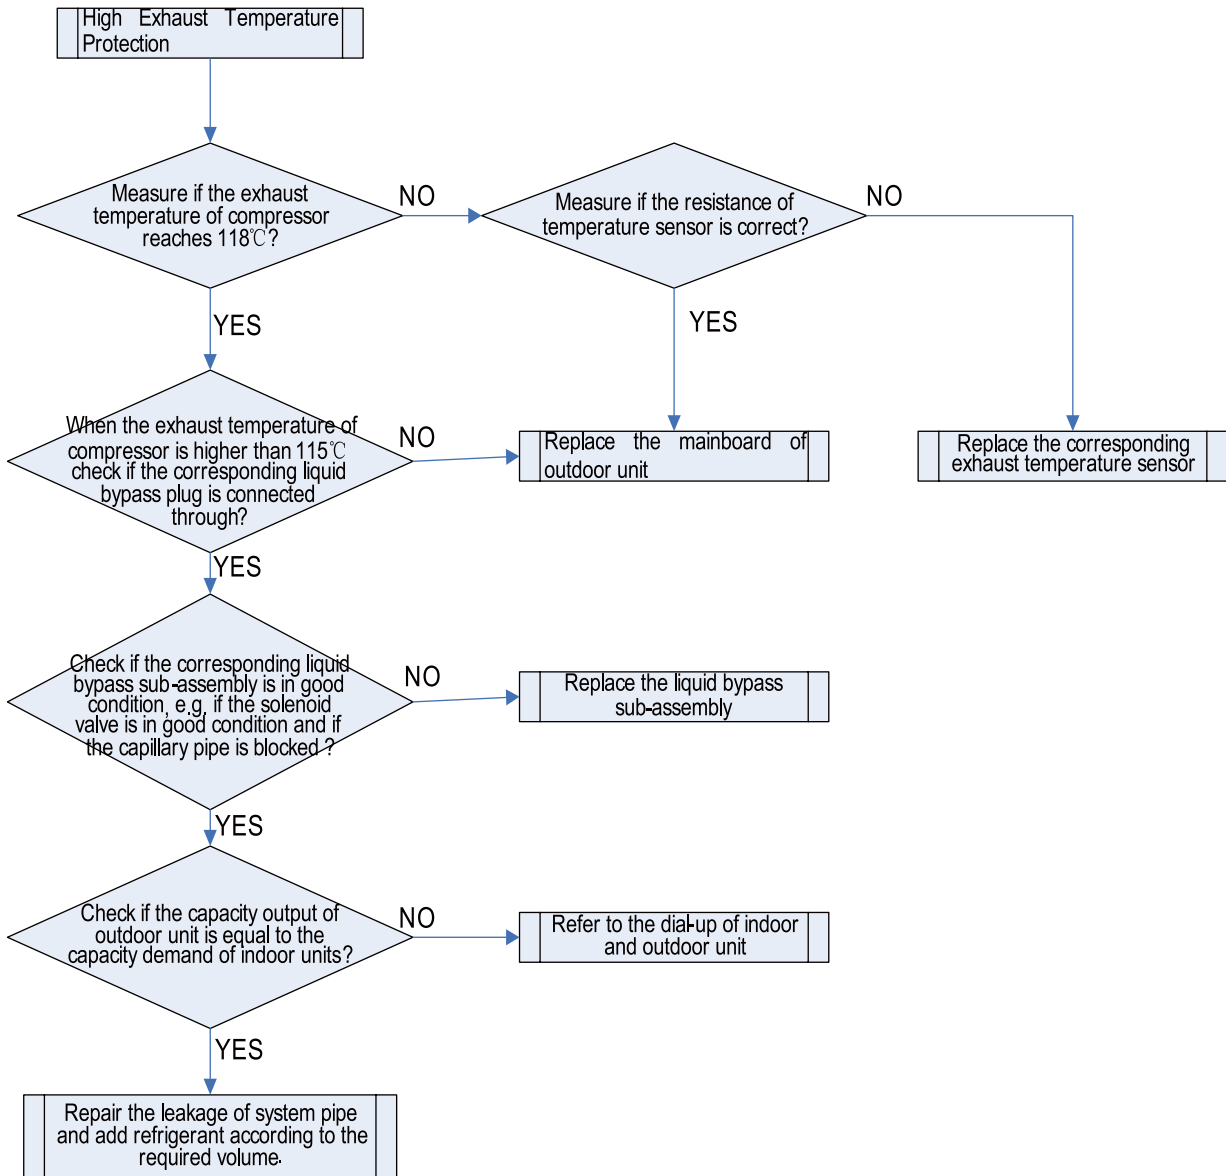 High Exhaust Temperature
Protection
Measure if the exhaust
temperature of compressor
reaches 118℃?
NO
Measure if the resistance of
temperature sensor is correct?
NO
YES
YES
When the exhaust temperature of
compressor is higher than 115℃
check if the corresponding liquid
bypass plug is connected
through?
NO
Replace the mainboard of
outdoor unit
Replace the corresponding
exhaust temperature sensor
YES
Check if the corresponding liquid
bypass sub-assembly is in good
condition, e.g. if the solenoid
valve is in good condition and if
the capillary pipe is blocked ?
NO
Replace the liquid bypass
sub-assembly
YES
Check if the capacity output of
outdoor unit is equal to the
capacity demand of indoor units?
NO
Refer to the dial-up of indoor
and outdoor unit
YES
Repair the leakage of system pipe
and add refrigerant according to the
required volume.